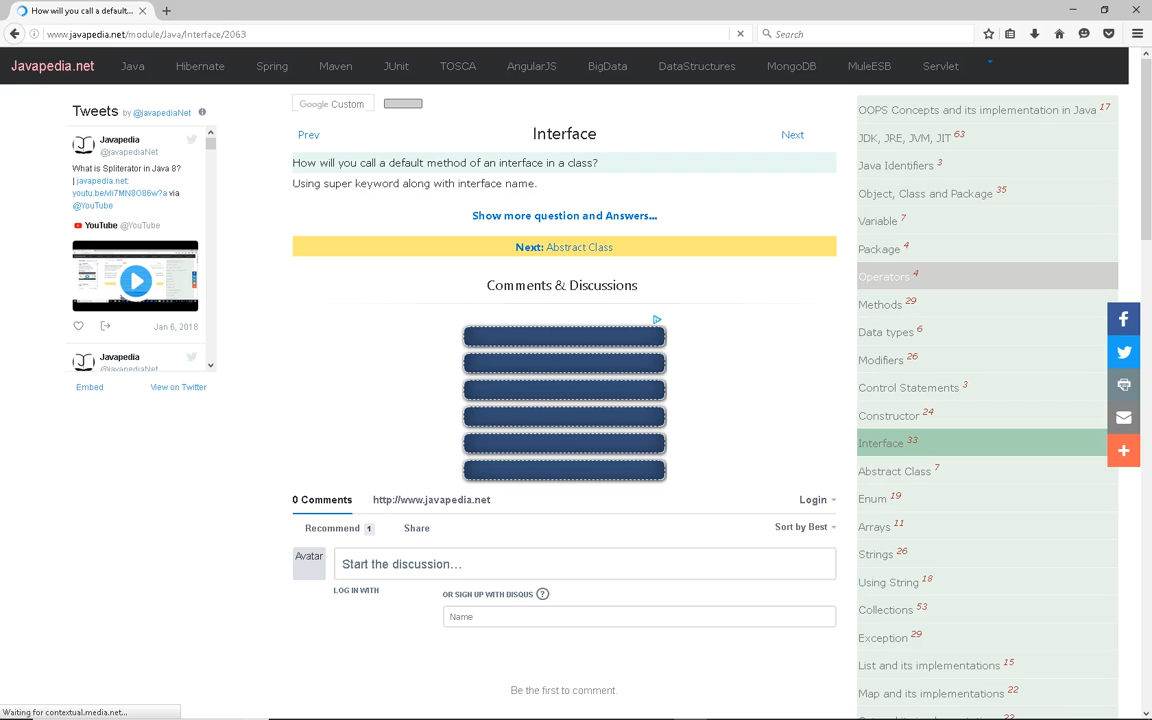 How will you call a default...
www.javapedia.net/module/Java/Interface/2063
Search
Javapedia.net Java Hibernate Spring Maven JUnit TOSCA AngularJS BigData DataStructures MongoDB MuleESB Servlet
Tweets by @javapediaNet
Javapedia
@javapediaNet
What is Spliterator in Java 8?
| javapedia.net:
youtu.be/vli7MN8O86w?a via
@YouTube
YouTube @YouTube
Jan 6, 2018
Javapedia
@javapediaNet
Embed View on Twitter
Google Custom
Prev Interface Next
How will you call a default method of an interface in a class?
Using super keyword along with interface name.
Show more question and Answers...
Next: Abstract Class
Comments & Discussions
0 Comments http://www.javapedia.net Login
Recommend 1 Share Sort by Best
Avatar
Start the discussion...
LOG IN WITH
OR SIGN UP WITH DISQUS ?
Name
Be the first to comment.
OOPS Concepts and its implementation in Java 17
JDK, JRE, JVM, JIT 63
Java Identifiers 3
Object, Class and Package 35
Variable 7
Package 4
Operators 4
Methods 29
Data types 6
Modifiers 26
Control Statements 3
Constructor 24
Interface 33
Abstract Class 7
Enum 19
Arrays 11
Strings 26
Using String 18
Collections 53
Exception 29
List and its implementations 15
Map and its implementations 22
Waiting for contextual.media.net...